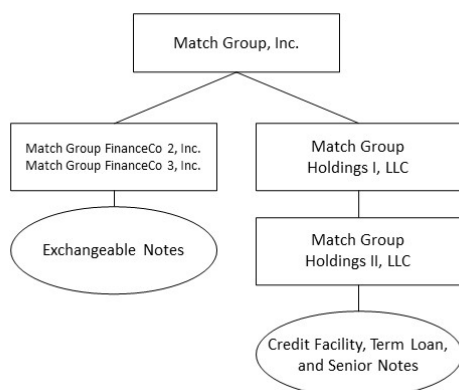 Match Group, Inc.
Match Group FinanceCo 2, Inc.
Match Group FinanceCo 3, Inc.
Exchangeable Notes
Match Group
Holdings I, LLC
Match Group
Holdings II, LLC
Credit Facility, Term Loan,
and Senior Notes